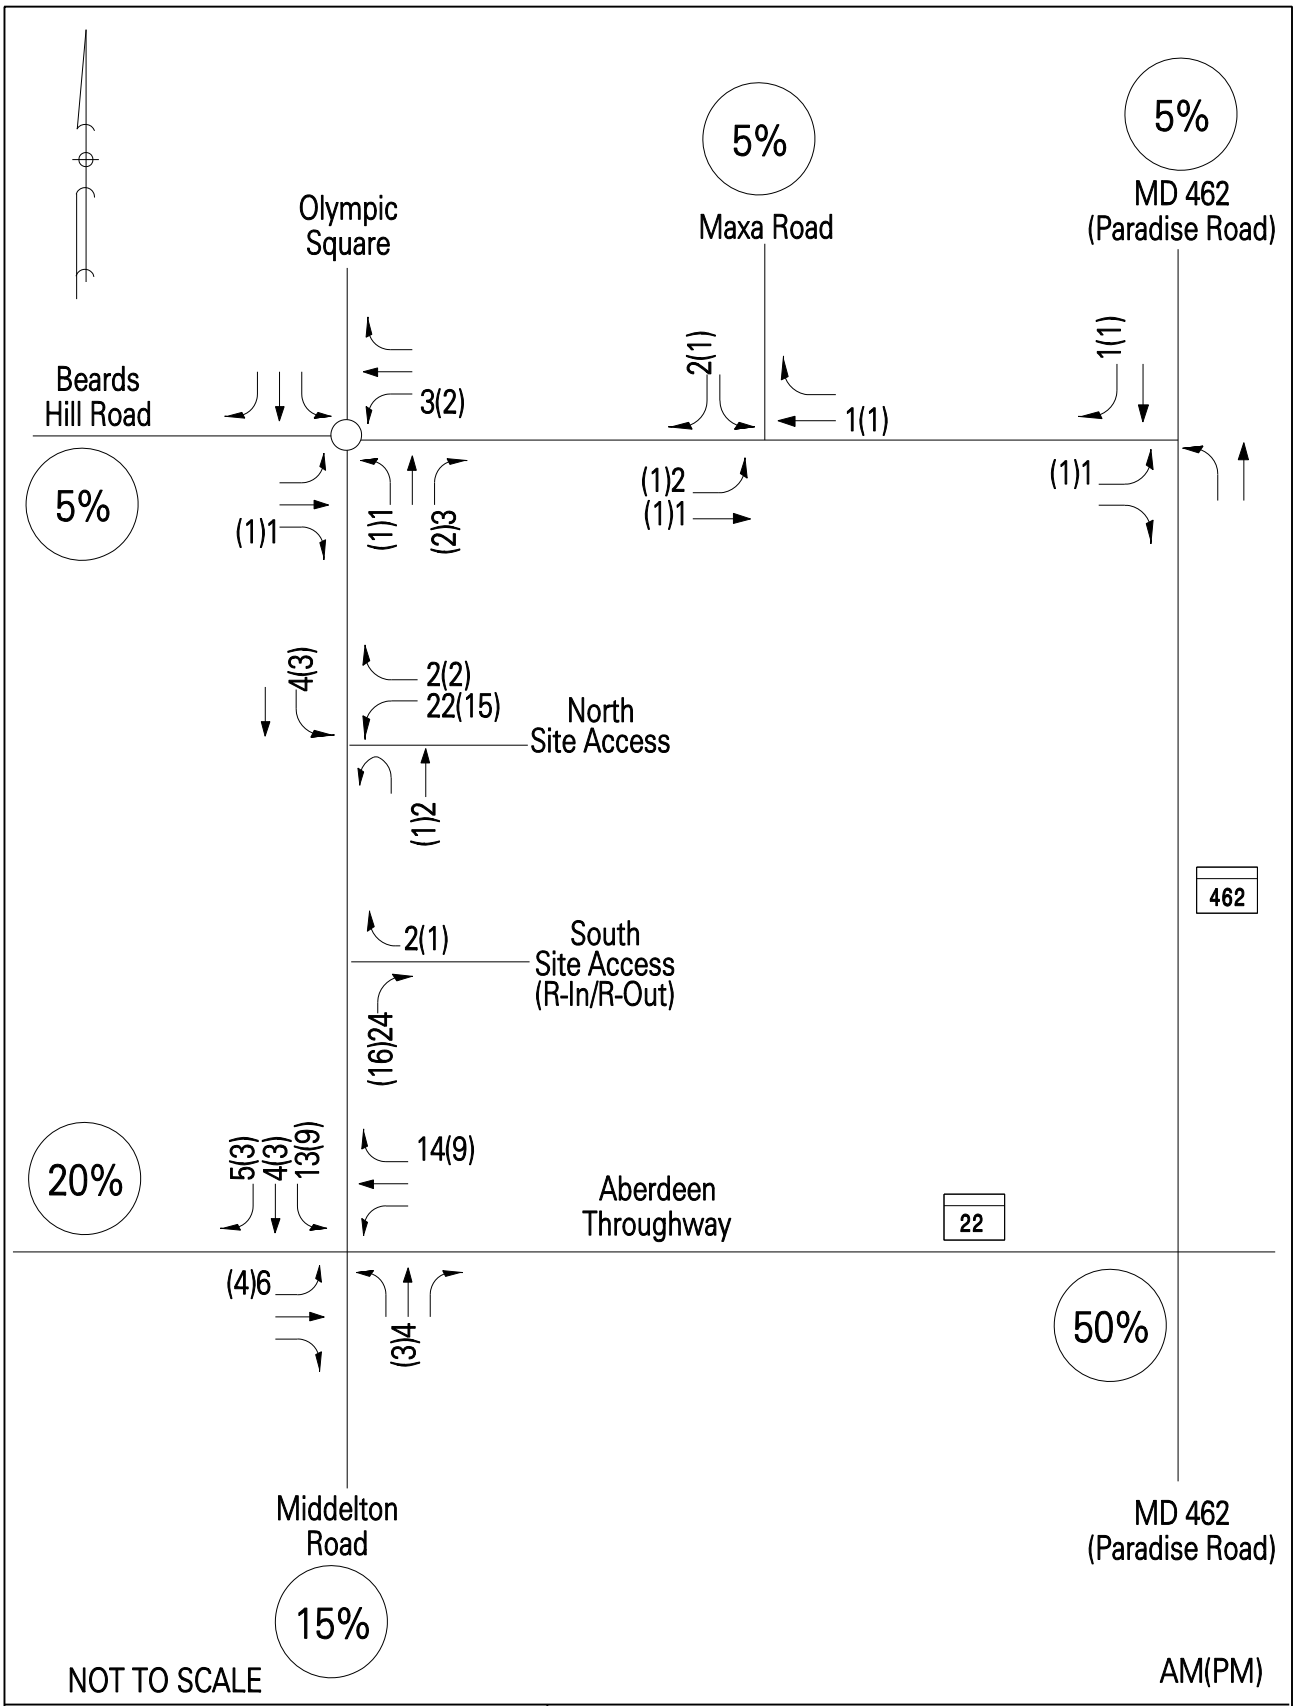 5%
5%
MD 462
(Paradise Road)
Olympic
Square
Maxa Road
Beards
Hill Road
3(2)
2(1)
1(1)
1(1)
5%
(1)1
(1)1
(2)3
(1)2
(1)1
(1)1
4(3)
2(2)
22(15)
North
Site Access
(1)2
462
2(1)
South
Site Access
(R-In/R-Out)
(16)24
20%
5(3)
4(3)
13(9)
14(9)
Aberdeen
Throughway
22
(4)6
(3)4
50%
Middelton
Road
MD 462
(Paradise Road)
15%
NOT TO SCALE
AM(PM)